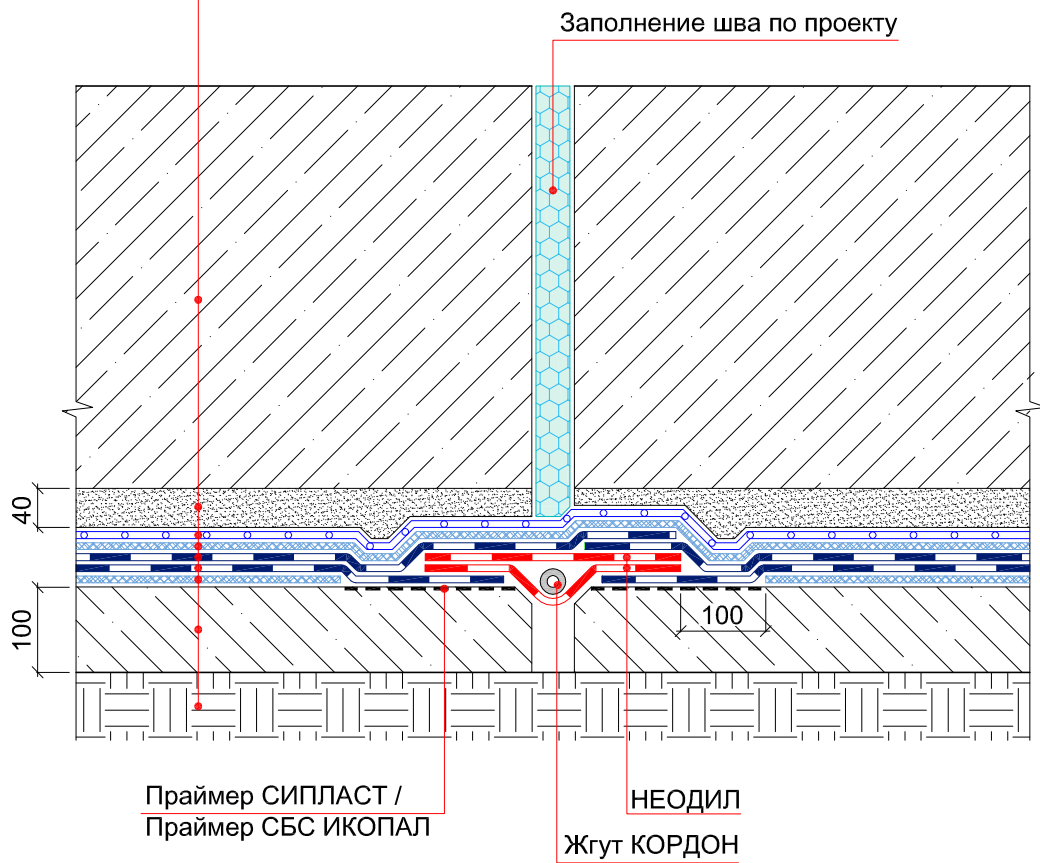 Заполнение шва по проекту
40
100
100
Праймер СИПЛАСТ /
Праймер СБС ИКОПАЛ
НЕОДИЛ
Жгут КОРДОН